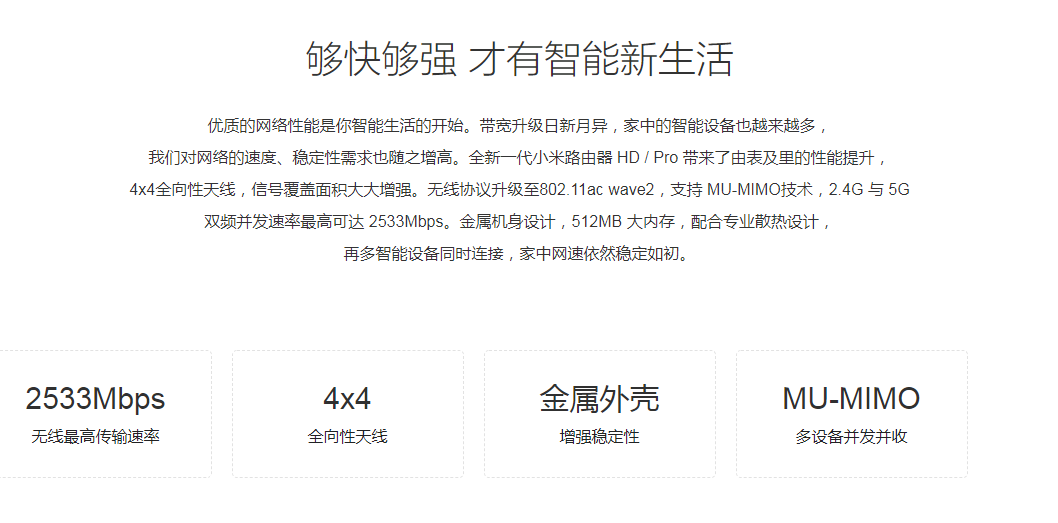 够快够强 才有智能新生活
优质的网络性能是你智能生活的开始。带宽升级日新月异，家中的智能设备也越来越多，
我们对网络的速度、稳定性需求也随之增高。全新一代小米路由器 HD / Pro 带来了由表及里的性能提升，
4x4全向性天线，信号覆盖面积大大增强。无线协议升级至802.11ac wave2，支持 MU-MIMO技术，2.4G 与 5G
双频并发速率最高可达 2533Mbps。金属机身设计，512MB 大内存，配合专业散热设计，
再多智能设备同时连接，家中网速依然稳定如初。
2533Mbps
无线最高传输速率
4x4
全向性天线
金属外壳
增强稳定性
MU-MIMO
多设备并发并收